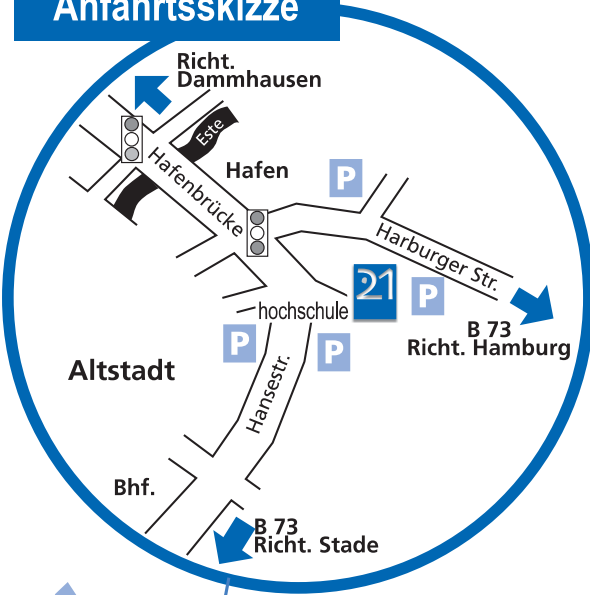 Anfahrtsskizze
Richt.
Dammhausen
Este
Hafen
Hafenbrücke
P
Harburger Str.
21
P
hochschule
B 73
Richt. Hamburg
P
P
Altstadt
Hansestr.
Bhf.
B 73
Richt. Stade